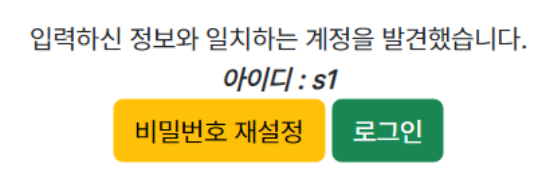 입력하신 정보와 일치하는 계정을 발견했습니다.
아이디 : s1
비밀번호 재설정 로그인